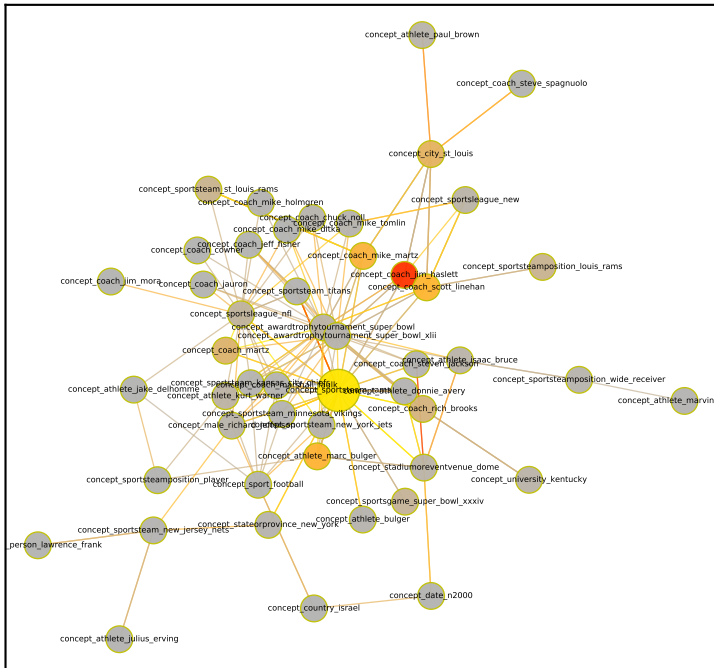 concept_athlete_paul_brown
concept_coach_steve_spagnuolo
concept_city_st_louis
concept_sportsteam_st_louis_rams
concept_sportsleague_new
concept_coach_mike_holmgren
concept_coach_chuck_noll
concept_coach_mike_tomlin
concept_coach_mike_ditka
concept_coach_jeff_fisher
concept_coach_cowher
concept_coach_mike_martz
concept_sportsteamposition_louis_rams
concept_coach_jim_haslett
concept_coach_jim_mora
concept_coach_jauron
concept_coach_scott_linehan
concept_sportsteam_titans
concept_sportsleague_nfl
concept_awardtrophytournament_super_bowl
concept_awardtrophytournament_super_bowl_xlii
concept_coach_martz
concept_athlete_isaac_bruce
concept_coach_steven_jackson
concept_sportsteamposition_wide_receiver
concept_athlete_jake_delhomme
concept_sportsteam_rams
concept_athlete_donnie_avery
concept_athlete_kurt_warner
concept_athlete_marvin
concept_sportsteam_minnesota_vikings
concept_coach_rich_brooks
concept_sportsteam_new_york_jets
concept_athlete_marc_bulger
concept_stadiumoreventvenue_dome
concept_sportsteamposition_player
concept_sport_football
concept_university_kentucky
concept_sportsgame_super_bowl_xxxiv
concept_athlete_bulger
concept_sportsteam_new_jersey_nets
concept_stateorprovince_new_york
_person_lawrence_frank
concept_date_n2000
concept_country_israel
concept_athlete_julius_erving